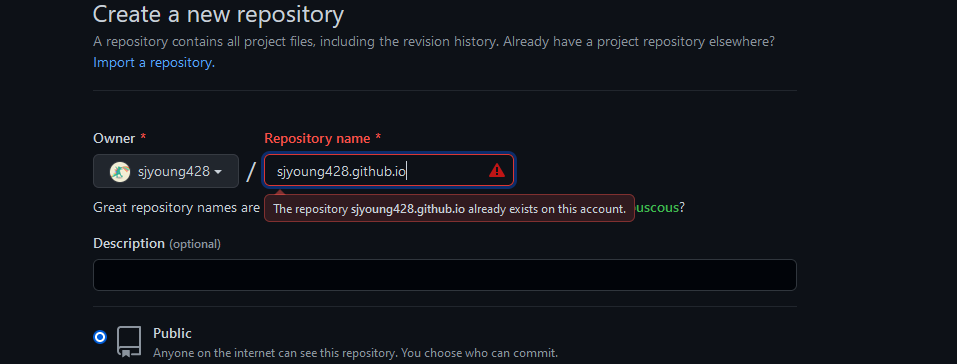 Create a new repository
A repository contains all project files, including the revision history. Already have a project repository elsewhere?
Import a repository.
Owner *
Repository name *
sjyoung428
/
sjyoung428.github.io
Great repository names are
The repository sjyoung428.github.io already exists on this account.
uscous?
Description (optional)
Public
Anyone on the internet can see this repository. You choose who can commit.